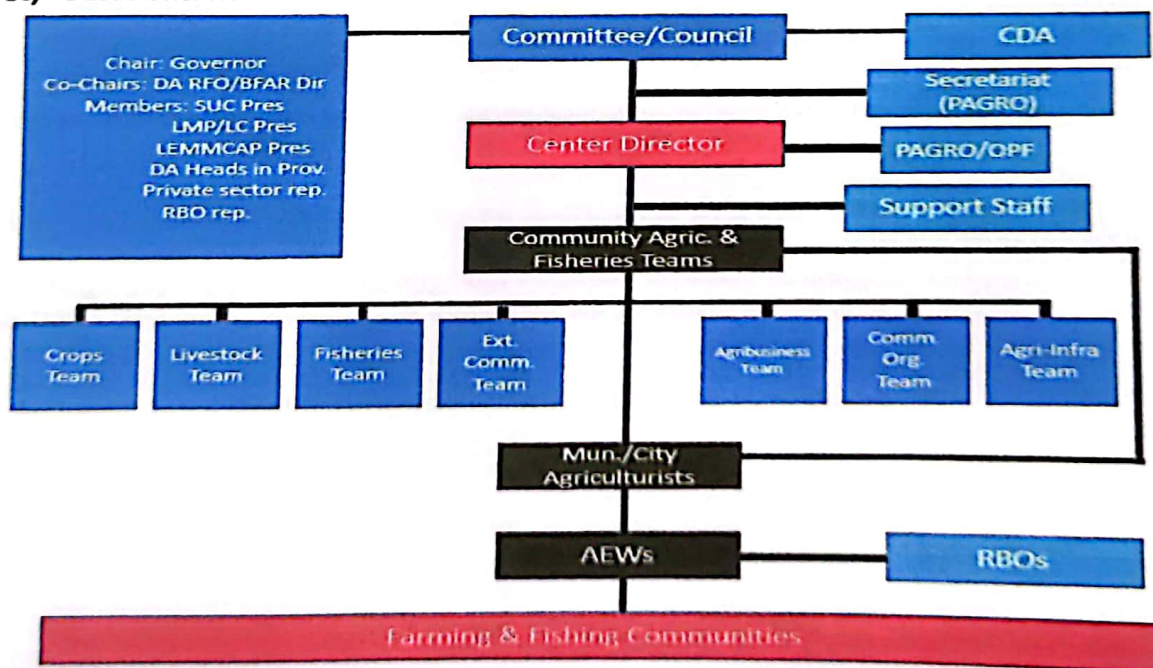 Committee/Council
CDA
Chair: Governor
Co-Chairs: DA RFO/BFAR Dir
Members: SUC Pres
LMP/LC Pres
LEMMCAP Pres
DA Heads in Prov.
Private sector rep.
RBO rep.
Secretariat
(PAGRO)
Center Director
PAGRO/OPF
Support Staff
Community Agric. &
Fisheries Teams
Crops
Team
Livestock
Team
Fisheries
Team
Ext.
Comm.
Team
Agribusiness
Team
Comm.
Org.
Team
Agri-Infra
Team
Mun./City
Agriculturists
AEWs
RBOs
Farming & Fishing Communities